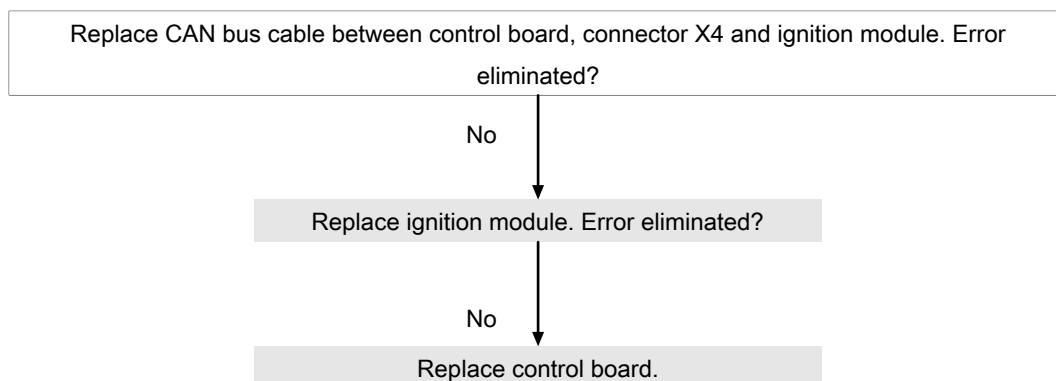 Replace CAN bus cable between control board, connector X4 and ignition module. Error
eliminated?
No
Replace ignition module. Error eliminated?
No
Replace control board.